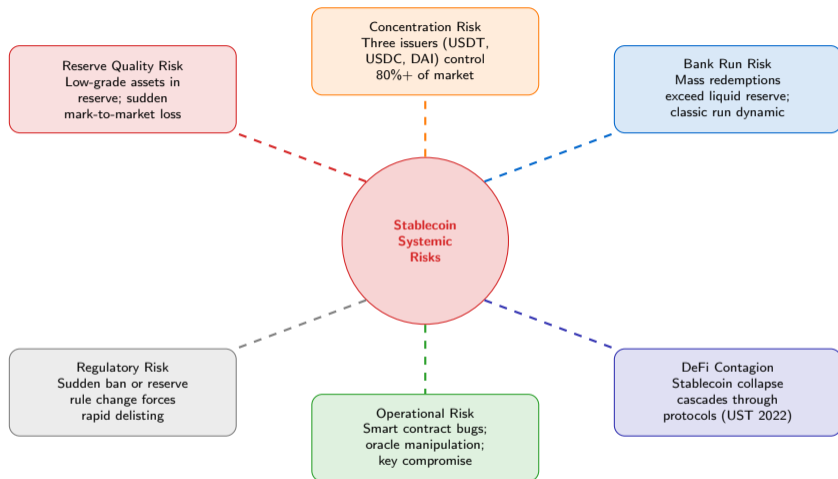 Concentration Risk
Three issuers (USDT,
USDC, DAI) control
80%+ of market
Reserve Quality Risk
Low-grade assets in
reserve; sudden
mark-to-market loss
Bank Run Risk
Mass redemptions
exceed liquid reserve;
classic run dynamic
Stablecoin
Systemic
Risks
Regulatory Risk
Sudden ban or reserve
rule change forces
rapid delisting
Operational Risk
Smart contract bugs;
oracle manipulation;
key compromise
DeFi Contagion
Stablecoin collapse
cascades through
protocols (UST 2022)